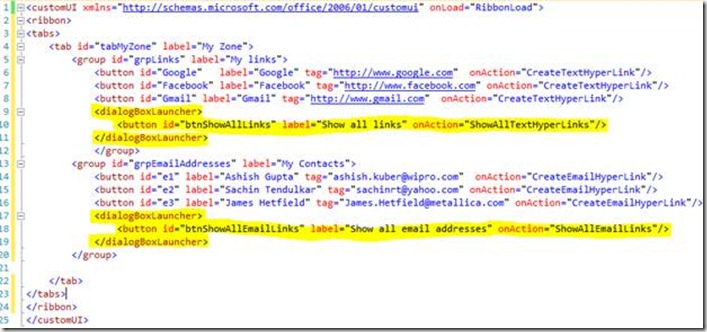 1 <customUI xmlns="http://schemas.microsoft.com/office/2006/01/customui" onLoad="RibbonLoad">
2 <ribbon>
3 <tabs>
4 <tab id="tabMyZone" label="My Zone">
5 <group id="grpLinks" label="My links">
6 <button id="Google" label="Google" tag="http://www.google.com" onAction="CreateTextHyperLink"/>
7 <button id="Facebook" label="Facebook" tag="http://www.facebook.com" onAction="CreateTextHyperLink"/>
8 <button id="Gmail" label="Gmail" tag="http://www.gmail.com" onAction="CreateTextHyperLink"/>
9 <dialogBoxLauncher>
10 <button id="btnShowAllLinks" label="Show all links" onAction="ShowAllTextHyperLinks"/>
11 </dialogBoxLauncher>
12 </group>
13 <group id="grpEmailAddresses" label="My Contacts">
14 <button id="e1" label="Ashish Gupta" tag="ashish.kuber@wipro.com" onAction="CreateEmailHyperLink"/>
15 <button id="e2" label="Sachin Tendulkar" tag="sachinrt@yahoo.com" onAction="CreateEmailHyperLink"/>
16 <button id="e3" label="James Hetfield" tag="James.Hetfield@metallica.com" onAction="CreateEmailHyperLink"/>
17 <dialogBoxLauncher>
18 <button id="btnShowAllEmailLinks" label="Show all email addresses" onAction="ShowAllEmailLinks"/>
19 </dialogBoxLauncher>
20 </group>
21
22 </tab>
23 </tabs>
24 </ribbon>
25 </customUI>